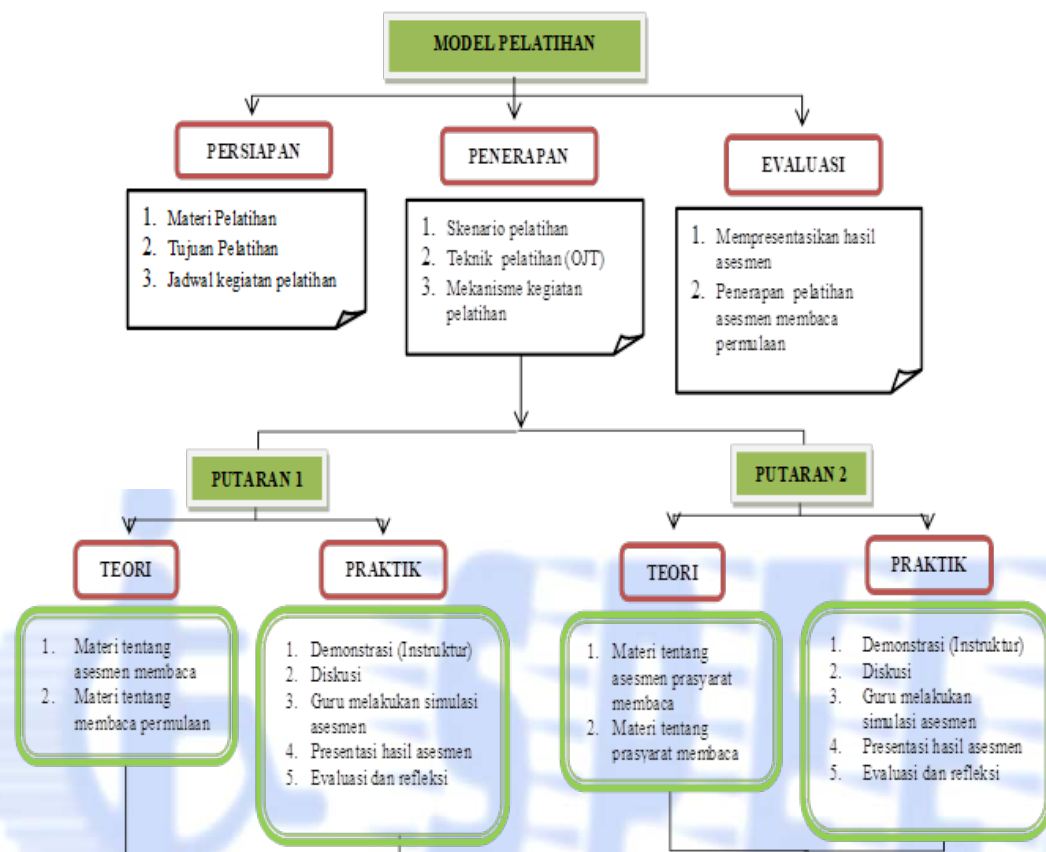 MODEL PELATIHAN
PERSIAPAN
1. Materi Pelatihan
2. Tujuan Pelatihan
3. Jadwal kegiatan pelatihan
PENERAPAN
1. Skenario pelatihan
2. Teknik pelatihan (OJT)
3. Mekanisme kegiatan
pelatihan
EVALUASI
1. Mempresentasikan hasil
asesmen
2. Penerapan pelatihan
asesmen membaca
permulaan
PUTARAN 1
TEORI
1. Materi tentang
asesmen membaca
2. Materi tentang
membaca permulaan
PRAKTIK
1. Demonstrasi (Instruktur)
2. Diskusi
3. Guru melakukan simulasi
asesmen
4. Presentasi hasil asesmen
5. Evaluasi dan refleksi
PUTARAN 2
TEORI
1. Materi tentang
asesmen prasyarat
membaca
2. Materi tentang
prasyarat membaca
PRAKTIK
1. Demonstrasi (Instruktur)
2. Diskusi
3. Guru melakukan
simulasi asesmen
4. Presentasi hasil asesmen
5. Evaluasi dan refleksi